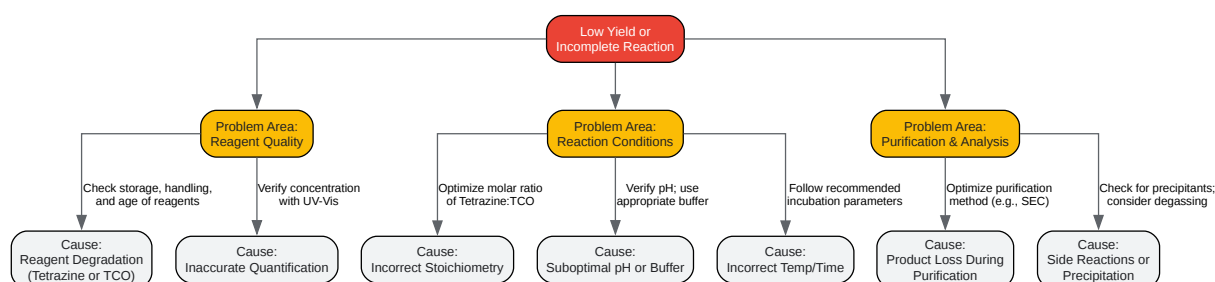 Low Yield or
Incomplete Reaction
Problem Area:
Reagent Quality
Problem Area:
Reaction Conditions
Problem Area:
Purification & Analysis
Check storage, handling,
and age of reagents
Verify concentration
with UV-Vis
Optimize molar ratio
of Tetrazine:TCO
Verify pH; use
appropriate buffer
Follow recommended
incubation parameters
Optimize purification
method (e.g., SEC)
Check for precipitants;
consider degassing
Cause:
Reagent Degradation
(Tetrazine or TCO)
Cause:
Inaccurate Quantification
Cause:
Incorrect Stoichiometry
Cause:
Suboptimal pH or Buffer
Cause:
Incorrect Temp/Time
Cause:
Product Loss During
Purification
Cause:
Side Reactions or
Precipitation